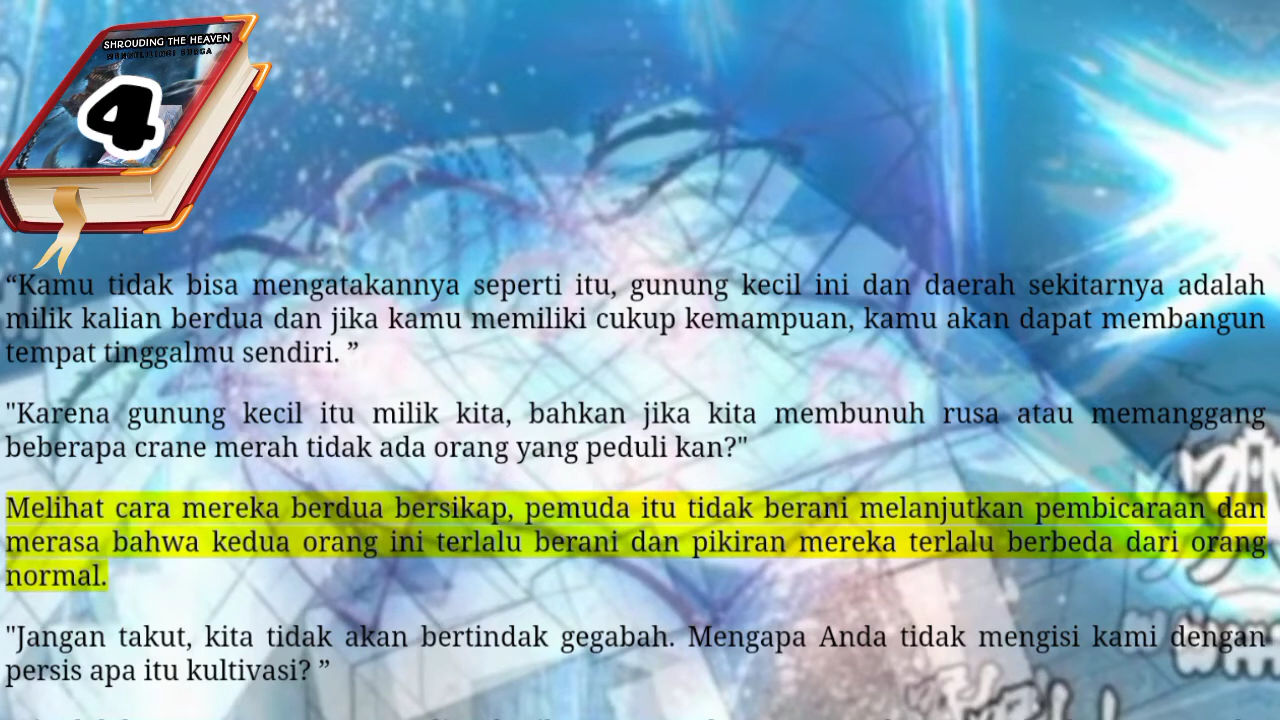 SHROUDING THE HEAVEN
4
“Kamu tidak bisa mengatakannya seperti itu, gunung kecil ini dan daerah sekitarnya adalah
milik kalian berdua dan jika kamu memiliki cukup kemampuan, kamu akan dapat membangun
tempat tinggalmu sendiri. ”
"Karena gunung kecil itu milik kita, bahkan jika kita membunuh rusa atau memanggang
beberapa crane merah tidak ada orang yang peduli kan?"
Melihat cara mereka berdua bersikap, pemuda itu tidak berani melanjutkan pembicaraan dan
merasa bahwa kedua orang ini terlalu berani dan pikiran mereka terlalu berbeda dari orang
normal.
"Jangan takut, kita tidak akan bertindak gegabah. Mengapa Anda tidak mengisi kami dengan
persis apa itu kultivasi? ”